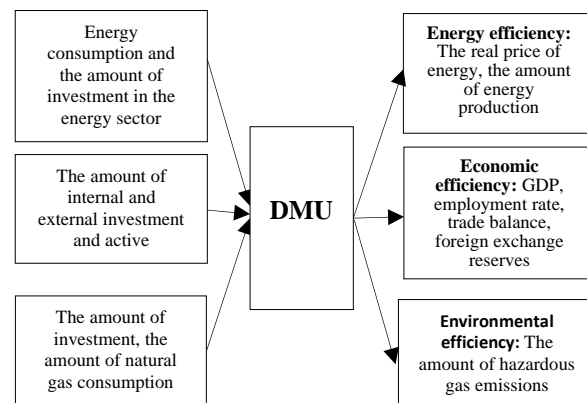 Energy
consumption and
the amount of
investment in the
energy sector
The amount of
internal and
external investment
and active
The amount of
investment, the
amount of natural
gas consumption
DMU
Energy efficiency:
The real price of
energy, the amount
of energy
production
Economic
efficiency: GDP,
employment rate,
trade balance,
foreign exchange
reserves
Environmental
efficiency: The
amount of hazardous
gas emissions